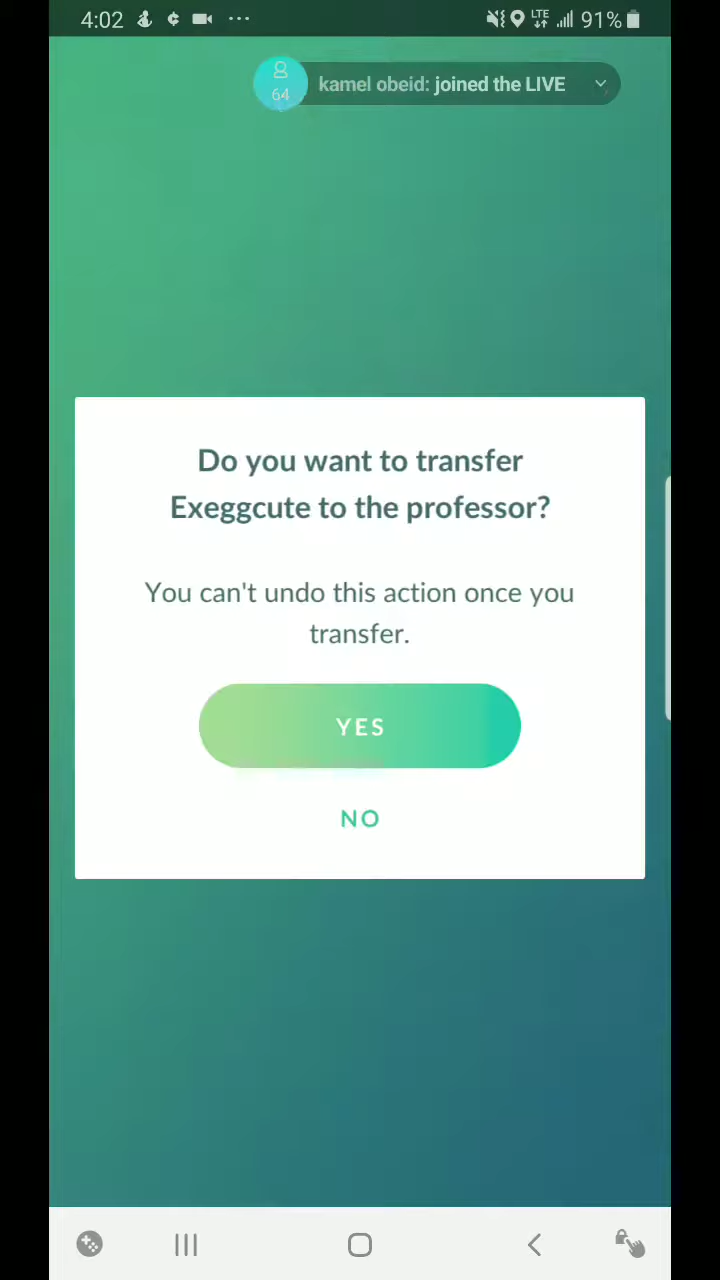 4:02 LTE 91%
64 kamel obeid: joined the LIVE
Do you want to transfer
Exeggcute to the professor?
You can't undo this action once you
transfer.
YES
NO